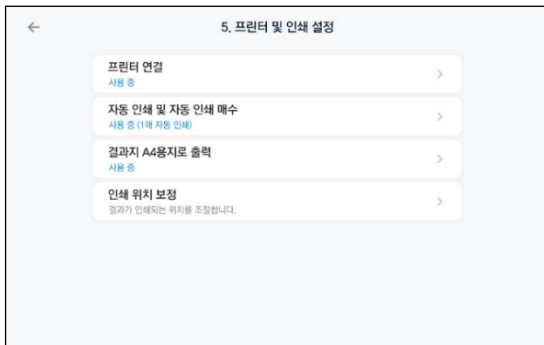 5. 프린터 및 인쇄 설정
프린터 연결
사용 중
자동 인쇄 및 자동 인쇄 매수
사용 중 (1매 자동 인쇄)
결과지 A4용지로 출력
사용 중
인쇄 위치 보정
결과가 인쇄되는 위치를 조절합니다.